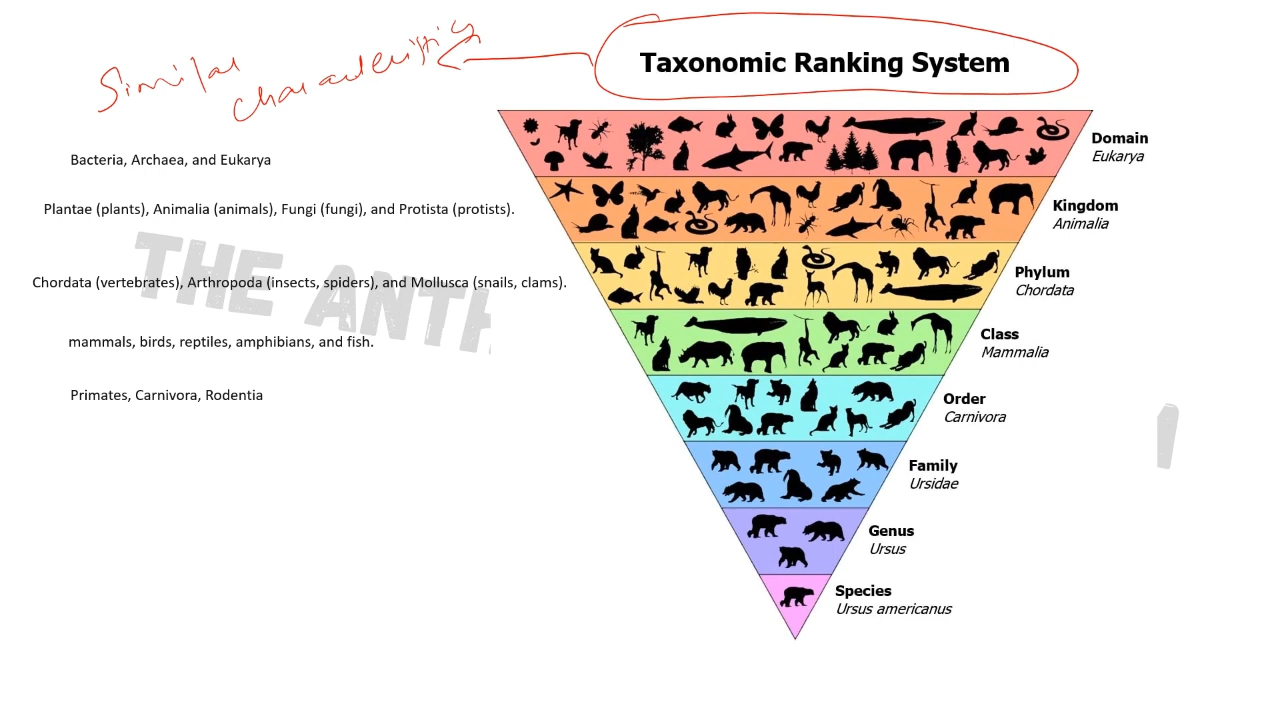 Similar
characteristics
Taxonomic Ranking System
Bacteria, Archaea, and Eukarya
Domain
Eukarya
Plantae (plants), Animalia (animals), Fungi (fungi), and Protista (protists).
Kingdom
Animalia
THE ANTH
Chordata (vertebrates), Arthropoda (insects, spiders), and Mollusca (snails, clams).
Phylum
Chordata
mammals, birds, reptiles, amphibians, and fish.
Class
Mammalia
Primates, Carnivora, Rodentia
Order
Carnivora
Family
Ursidae
Genus
Ursus
Species
Ursus americanus